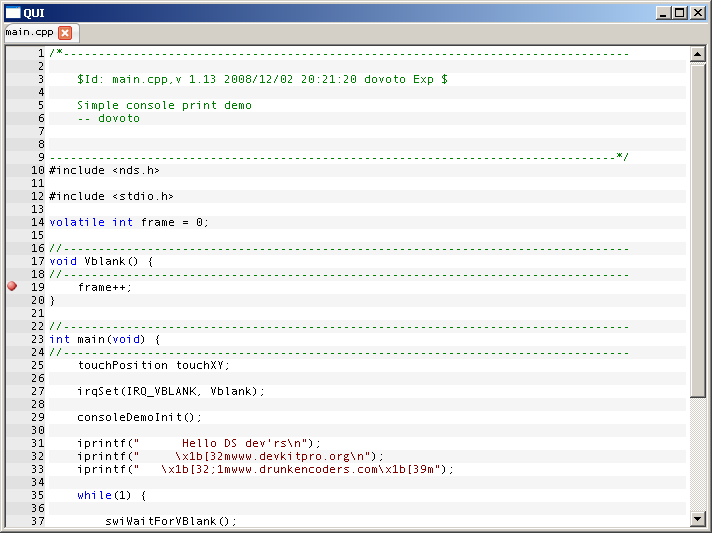 QUI
main.cpp
1 /*---------------------------------------------------------------------------------
2
3     $Id: main.cpp,v 1.13 2008/12/02 20:21:20 dovoto Exp $
4
5     Simple console print demo
6     -- dovoto
7
8
9 ---------------------------------------------------------------------------------*/
10 #include <nds.h>
11
12 #include <stdio.h>
13
14 volatile int frame = 0;
15
16 //---------------------------------------------------------------------------------
17 void Vblank() {
18 //---------------------------------------------------------------------------------
19     frame++;
20 }
21
22 //---------------------------------------------------------------------------------
23 int main(void) {
24 //---------------------------------------------------------------------------------
25     touchPosition touchXY;
26
27     irqSet(IRQ_VBLANK, Vblank);
28
29     consoleDemoInit();
30
31     iprintf("      Hello DS dev'rs\n");
32     iprintf("     \x1b[32mwww.devkitpro.org\n");
33     iprintf("   \x1b[32;1mwww.drunkencoders.com\x1b[39m");
34
35     while(1) {
36
37         swiWaitForVBlank();